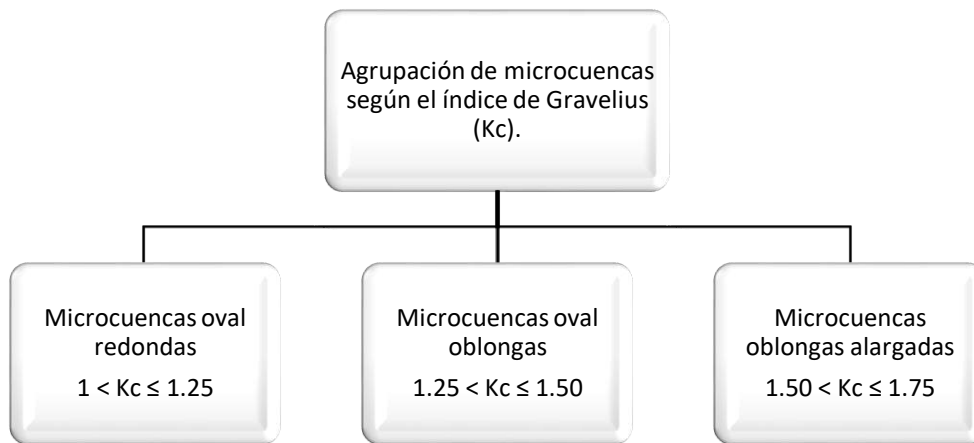 Agrupación de microcuencas
según el índice de Gravelius
(Kc).
Microcuencas oval
redondas
1 < Kc ≤ 1.25
Microcuencas oval
oblongas
1.25 < Kc ≤ 1.50
Microcuencas
oblongas alargadas
1.50 < Kc ≤ 1.75